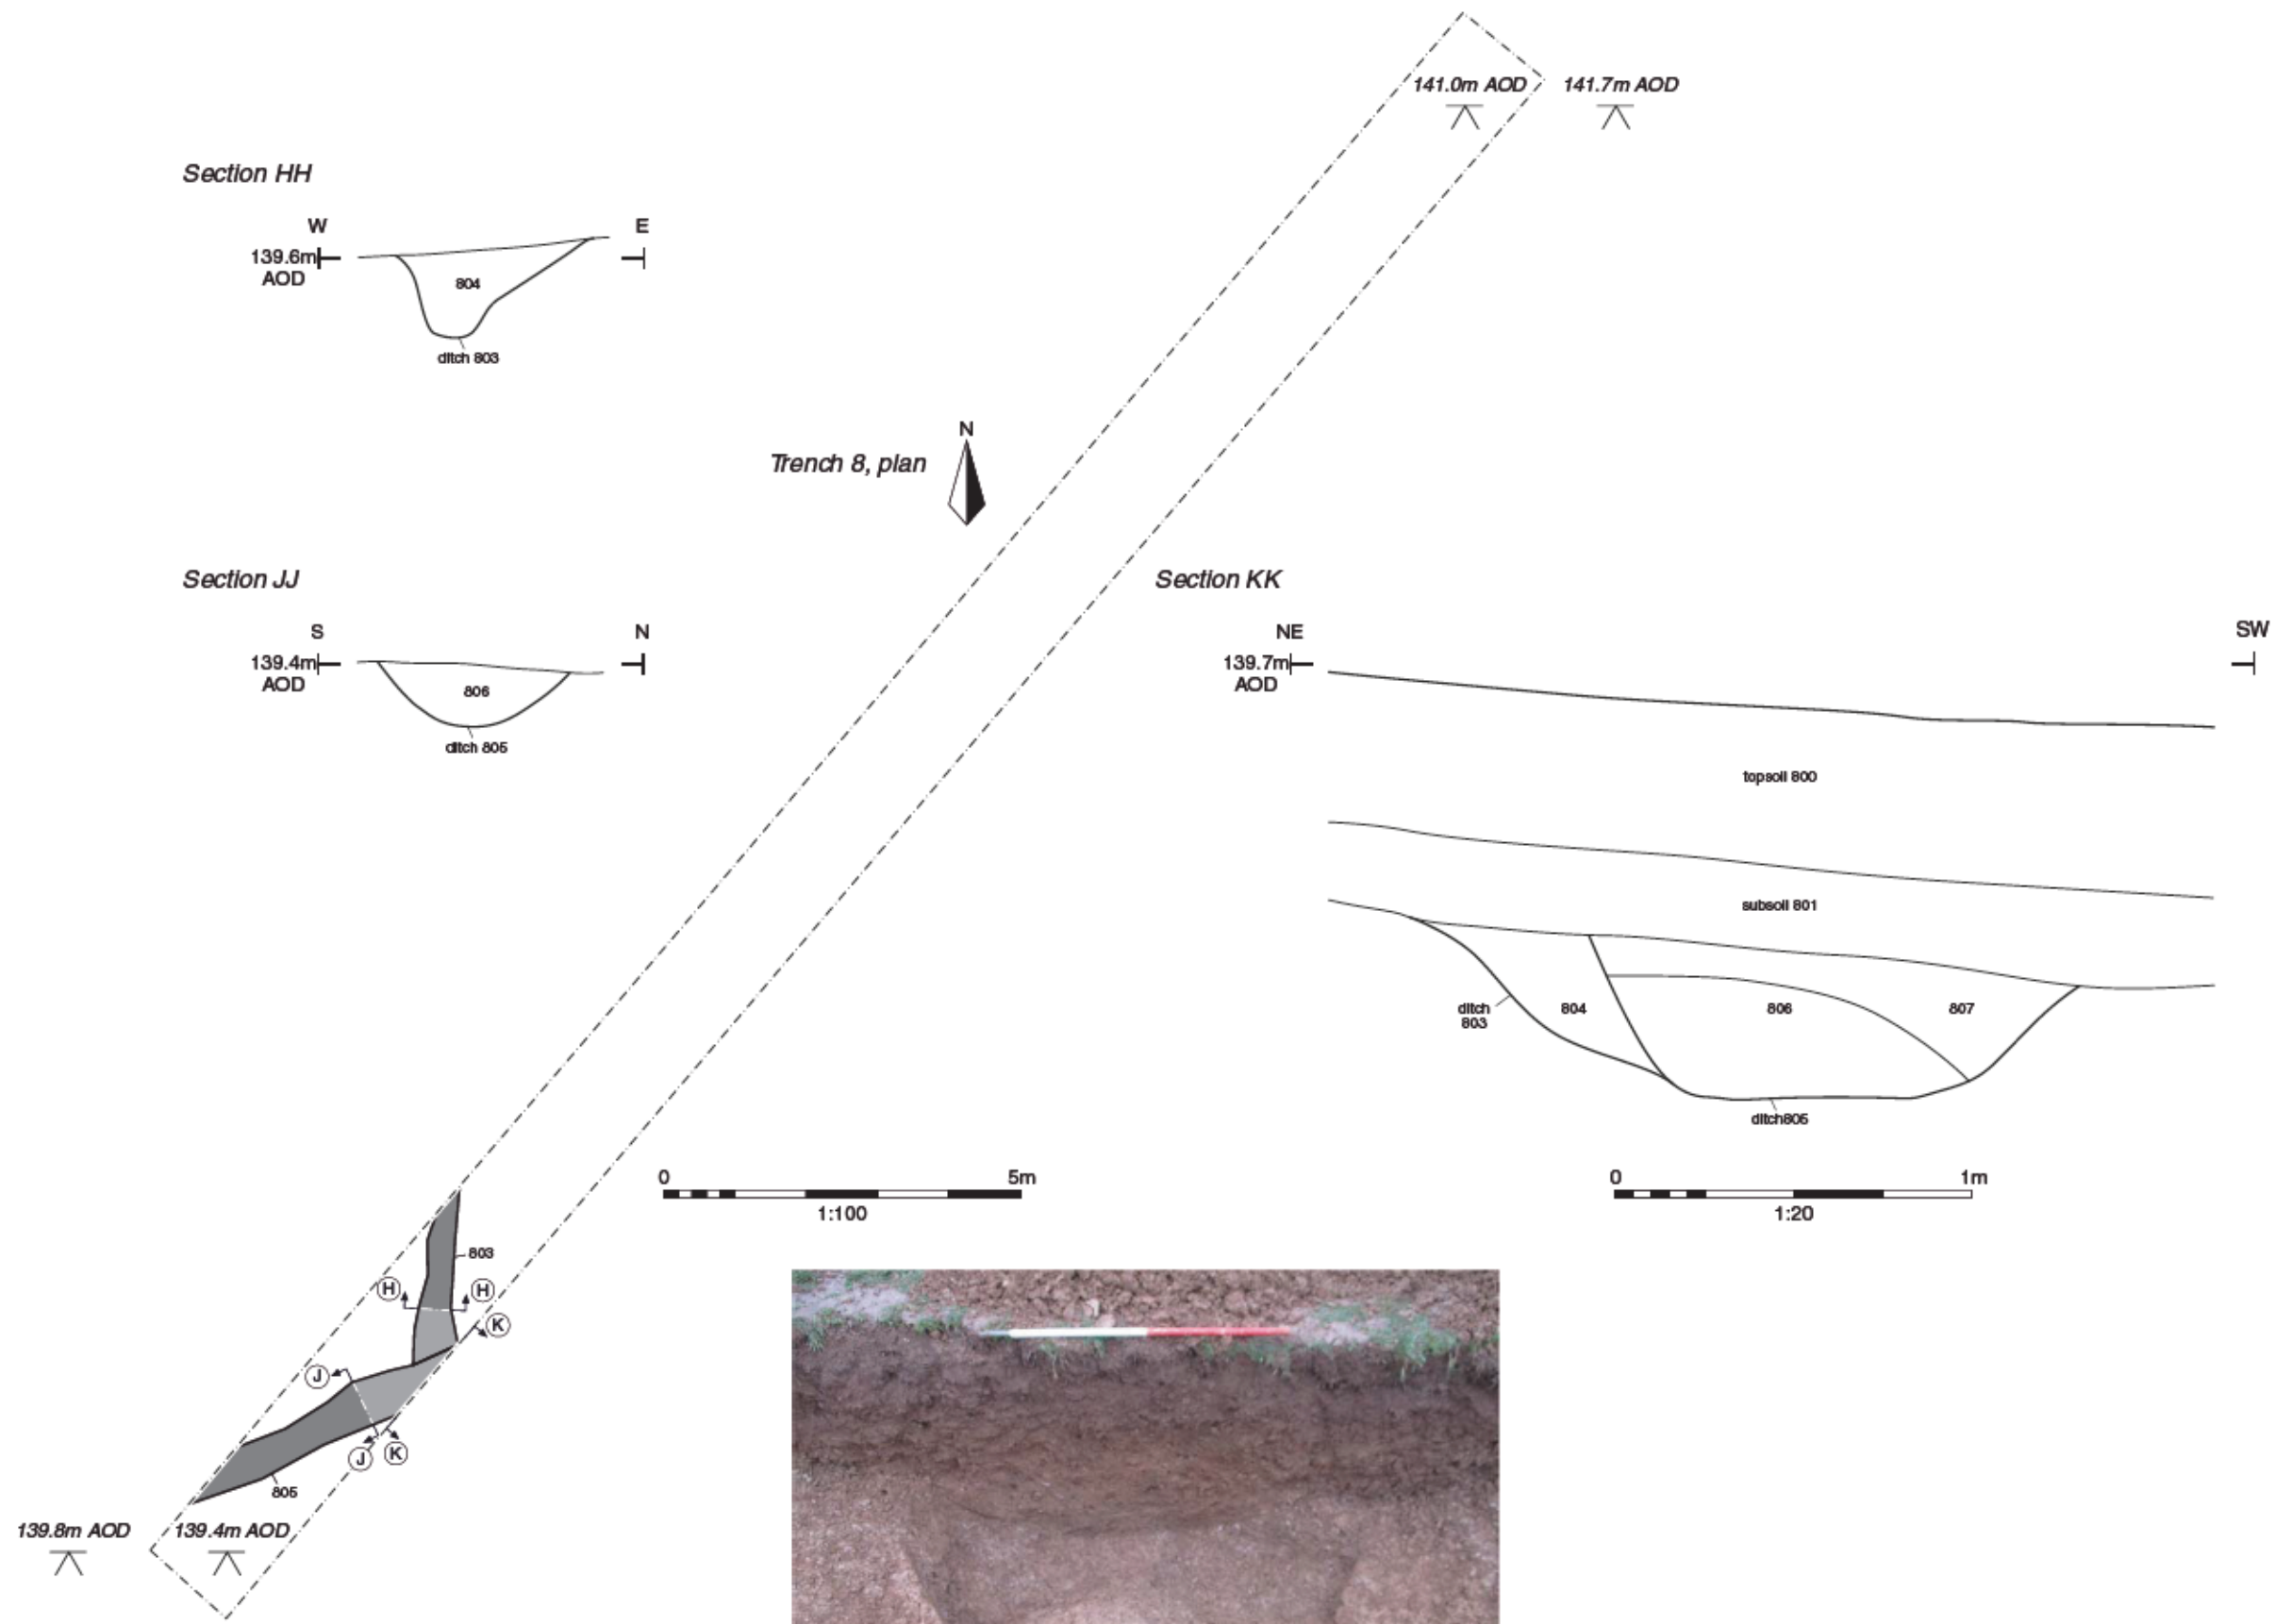 141.0m AOD
141.7m AOD
Section HH
W
E
139.6m
AOD
804
ditch 803
N
Trench 8, plan
Section JJ
S
N
139.4m
AOD
806
ditch 805
Section KK
NE
SW
139.7m
AOD
topsoil 800
subsoil 801
ditch
803
804
806
807
ditch805
0
5m
1:100
0
1m
1:20
803
H
H
K
J
J
K
805
139.8m AOD
139.4m AOD